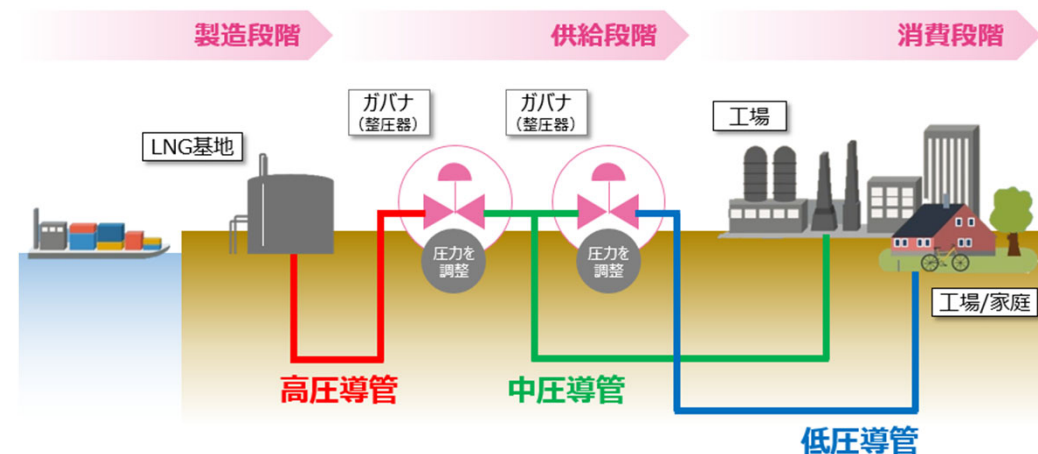 製造段階
供給段階
消費段階
ガバナ
（整圧器）
ガバナ
（整圧器）
工場
LNG基地
圧力を
調整
圧力を
調整
工場/家庭
高圧導管
中圧導管
低圧導管